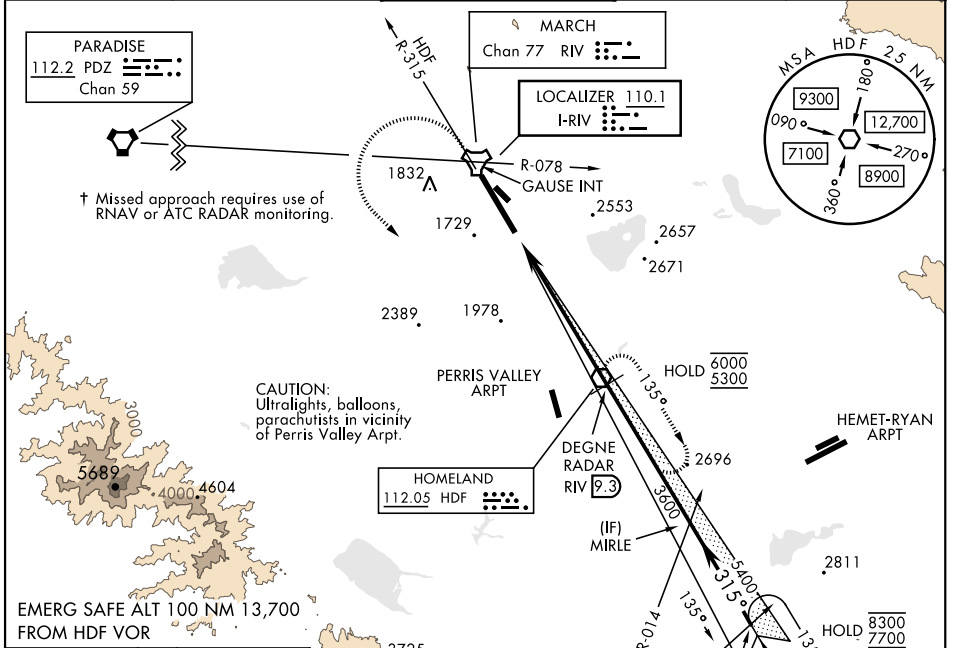 PARADISE
112.2 PDZ
Chan 59
HDF
R-315
MARCH
Chan 77 RIV
LOCALIZER 110.1
I-RIV
MSA HDF 25 NM
180°
9300
090°
12,700
7100
270°
8900
360°
R-078
GAUSE INT
1832
† Missed approach requires use of
RNAV or ATC RADAR monitoring.
1729
2553
2657
2671
2389
1978
PERRIS VALLEY
ARPT
HOLD 6000
5300
135°
CAUTION:
Ultralights, balloons,
parachutists in vicinity
of Perris Valley Arpt.
HEMET-RYAN
ARPT
DEGNE
RADAR
RIV 9.3
2696
3000
5689
4000
4604
HOMELAND
112.05 HDF
3600
(IF)
MIRLE
2811
5400
315°
135°
R-014
EMERG SAFE ALT 100 NM 13,700
FROM HDF VOR
HOLD 8300
7700